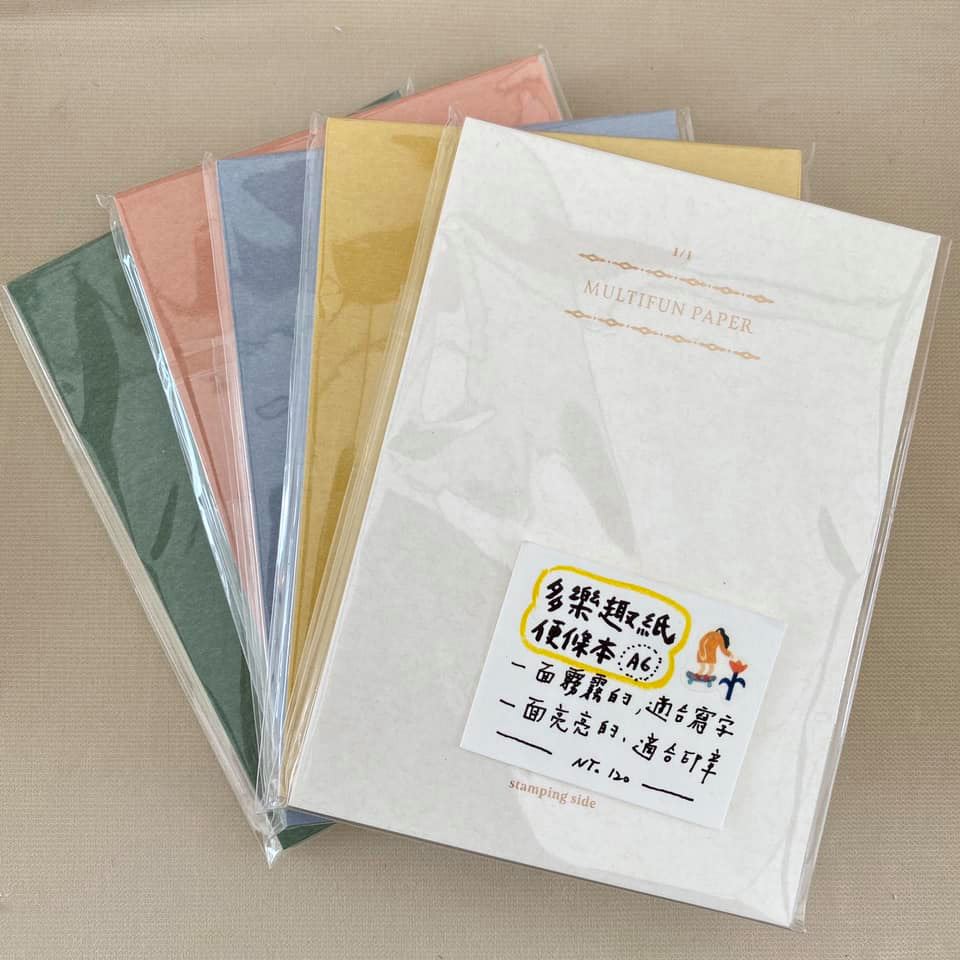 1/1
MULTIFUN PAPER
多樂趣紙
便條本 A6
一面霧霧的,適合寫字
一面亮亮的,適合印章
NT. 120
stamping side